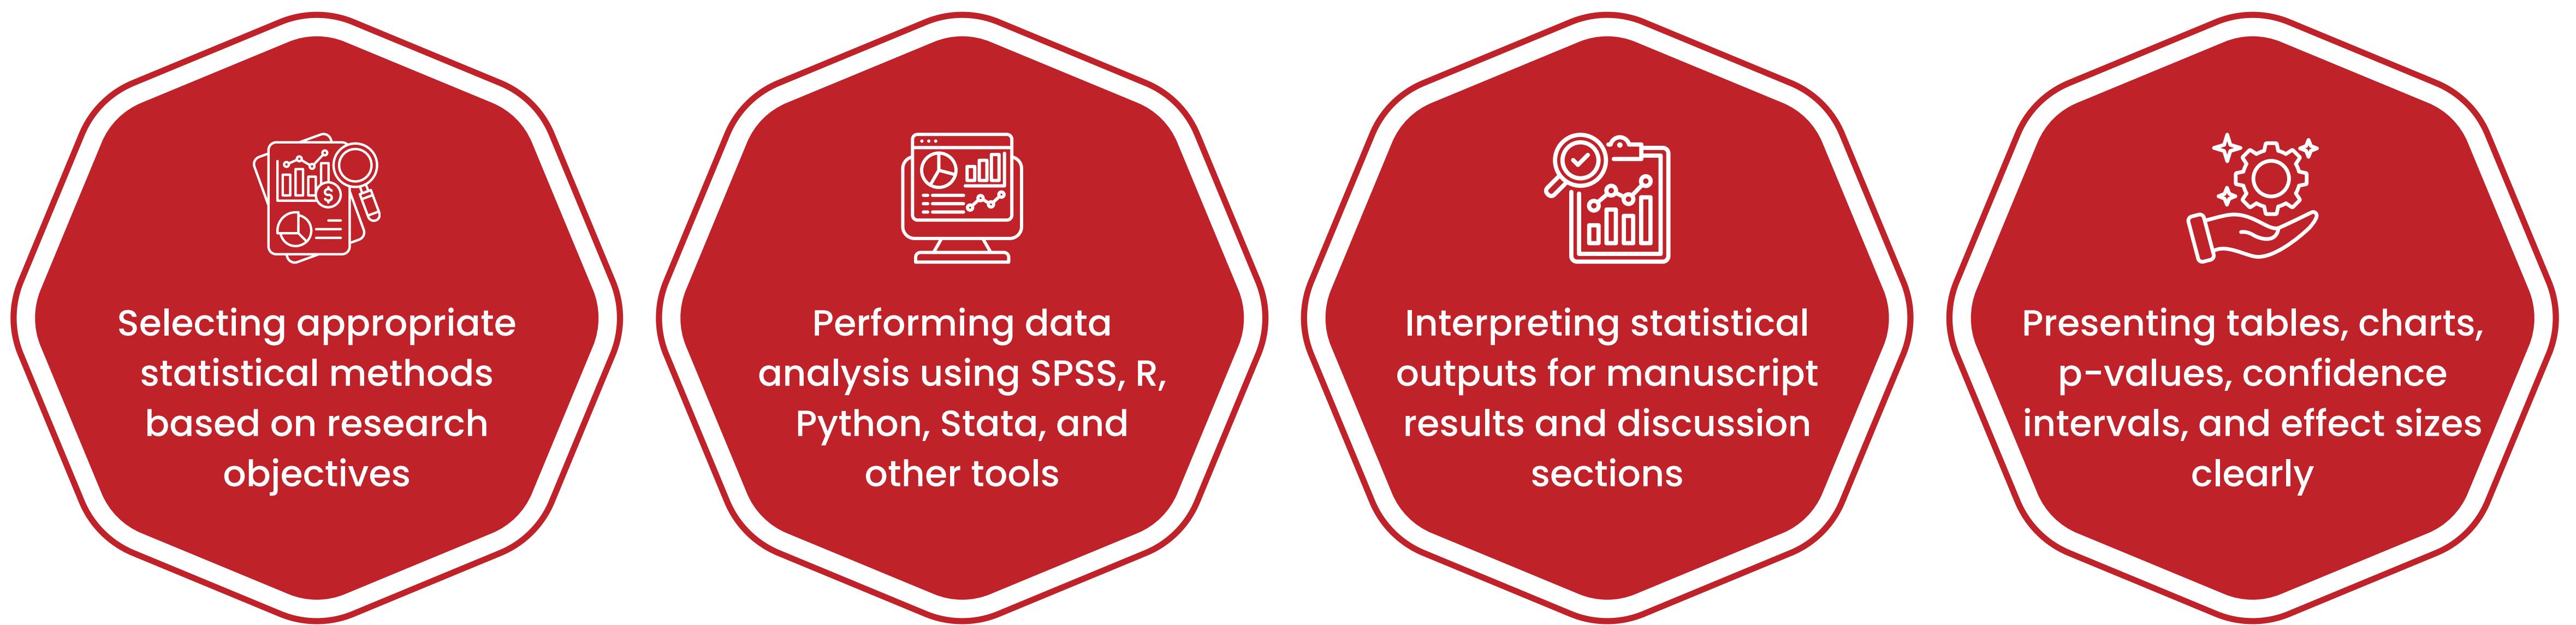 Selecting appropriate
statistical methods
based on research
objectives
Performing data
analysis using SPSS, R,
Python, Stata, and
other tools
Interpreting statistical
outputs for manuscript
results and discussion
sections
Presenting tables, charts,
p-values, confidence
intervals, and effect sizes
clearly